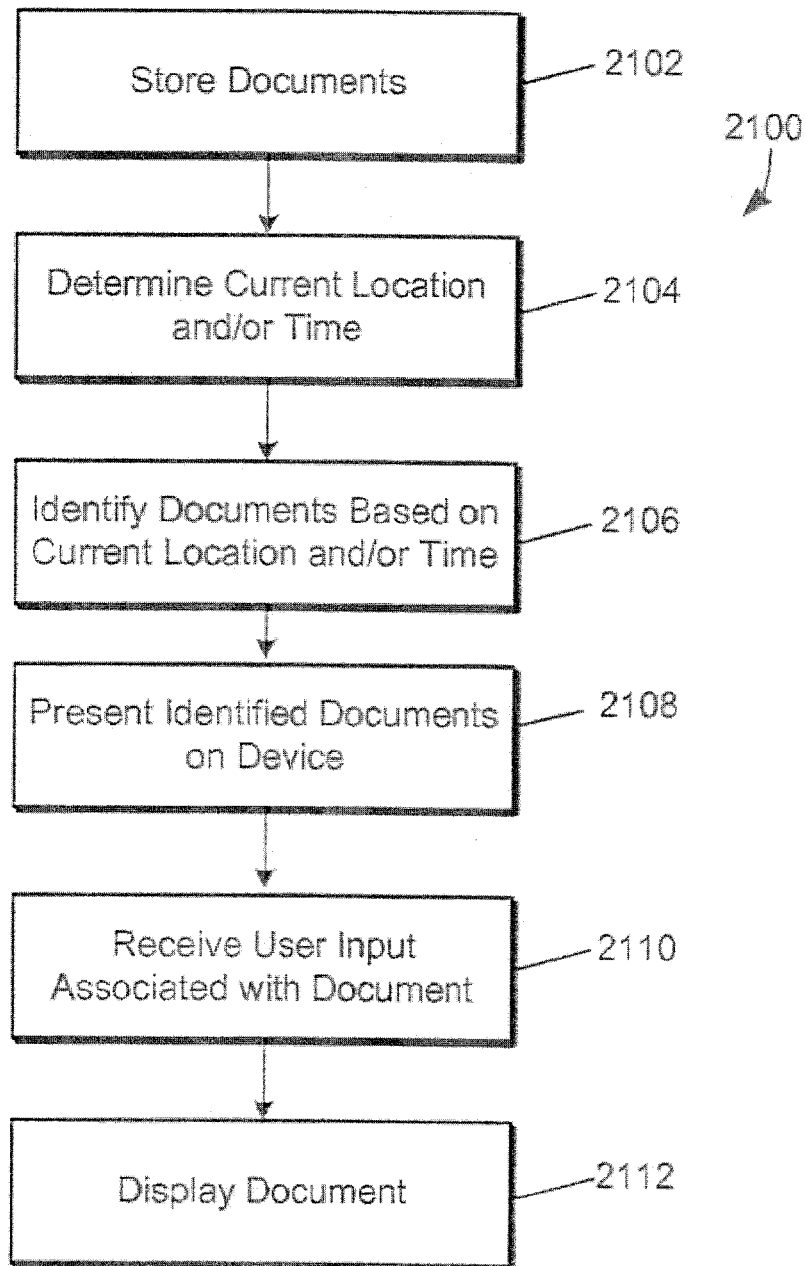 Store Documents
2102
2100
Determine Current Location
and/or Time
2104
Identify Documents Based on
Current Location and/or Time
2106
Present Identified Documents
on Device
2108
Receive User Input
Associated with Document
2110
Display Document
2112